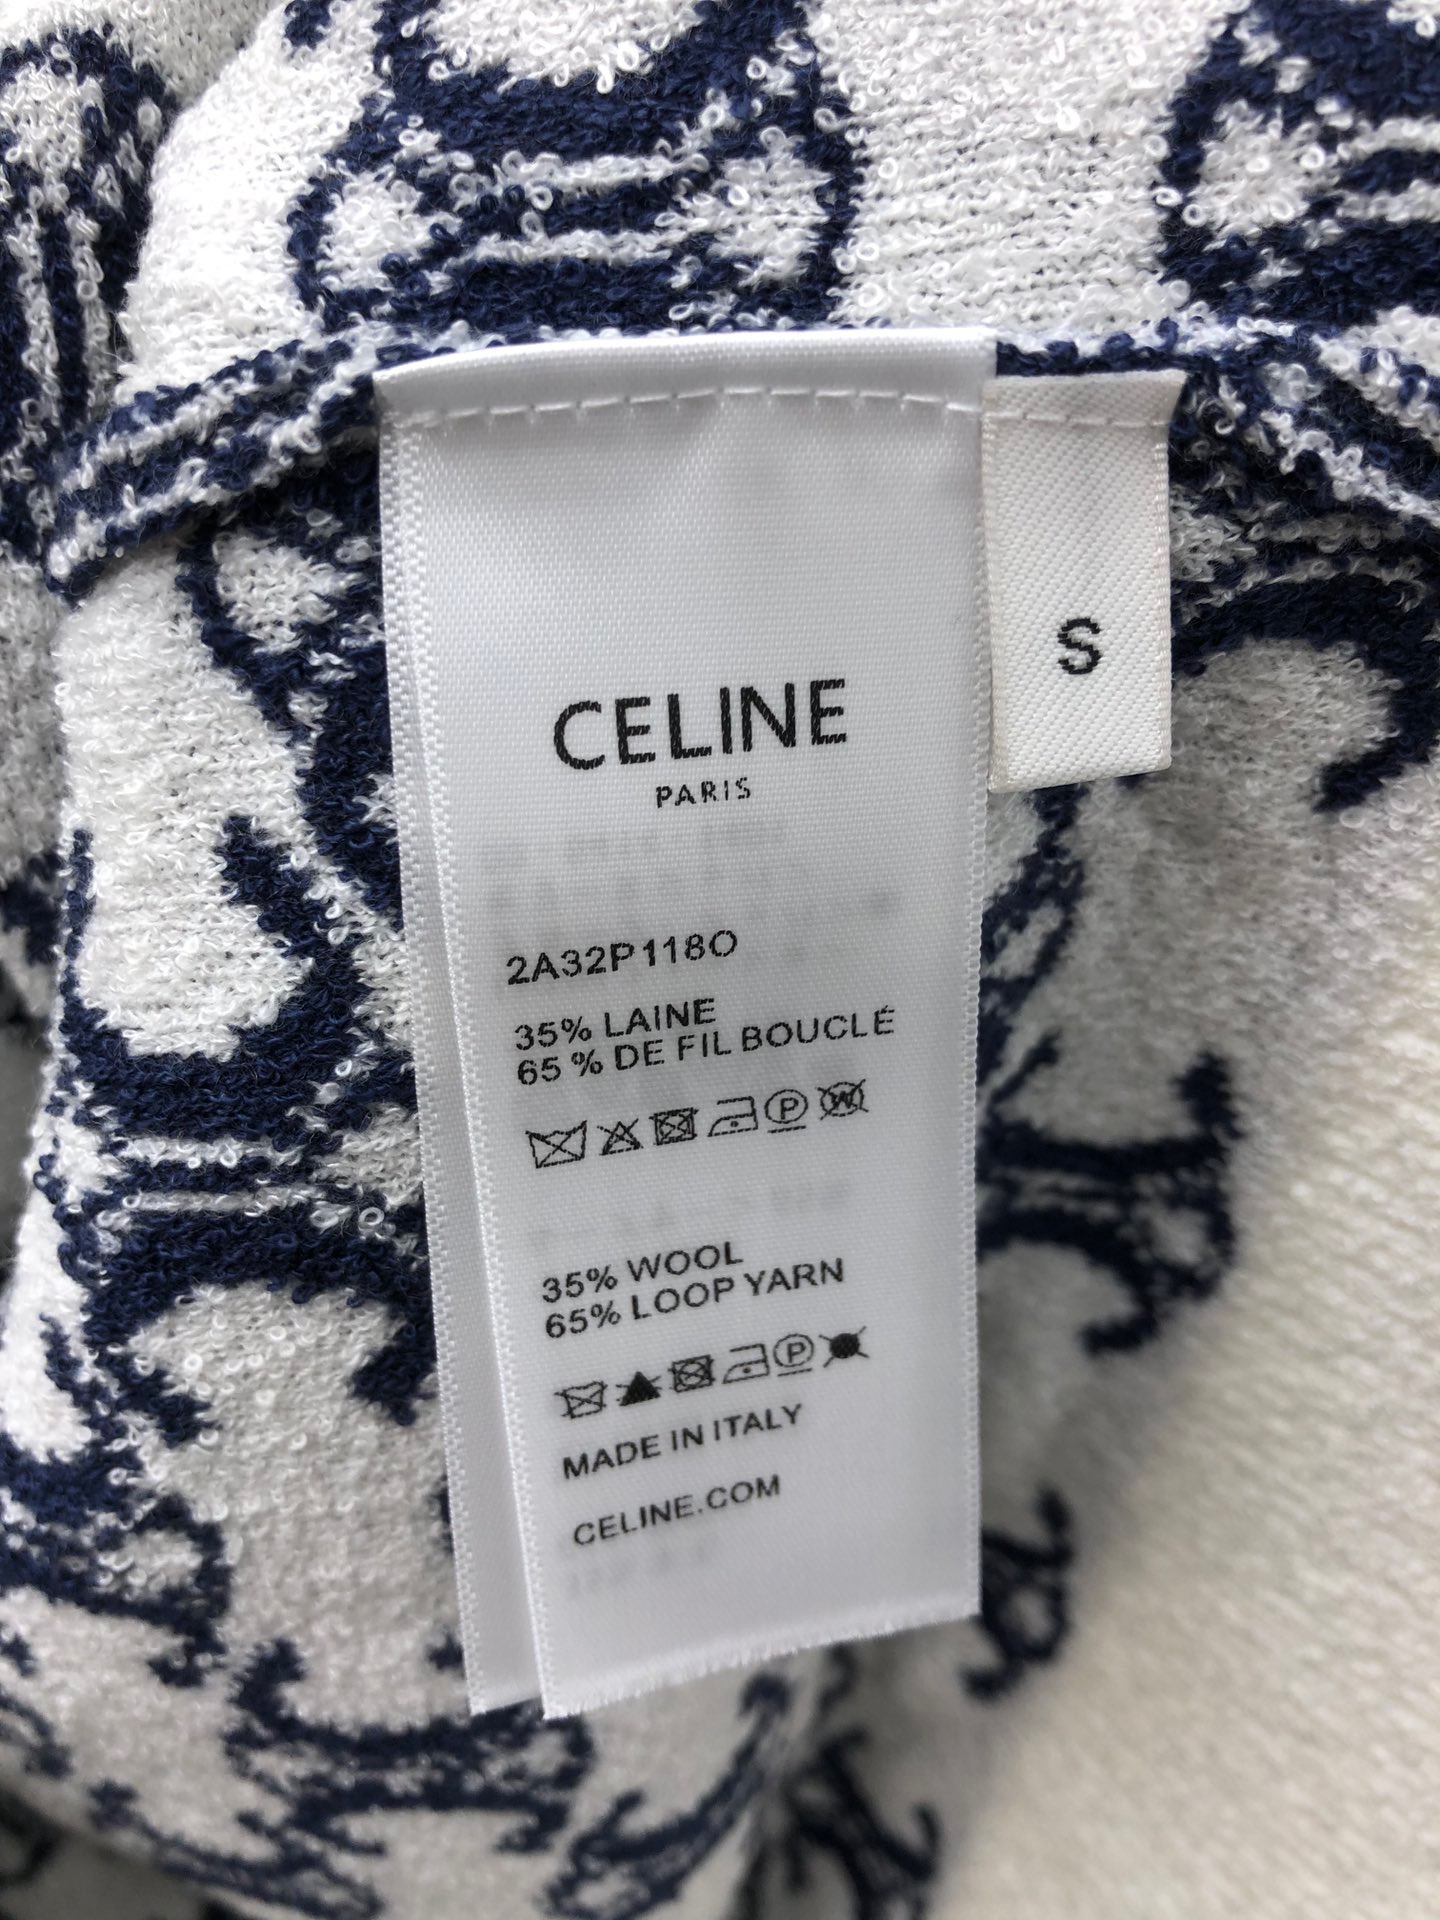 CELINE
PARIS
S
2A32P118O
35% LAINE
65 % DE FIL BOUCLÉ
P W
35% WOOL
65% LOOP YARN
P
MADE IN ITALY
CELINE.COM